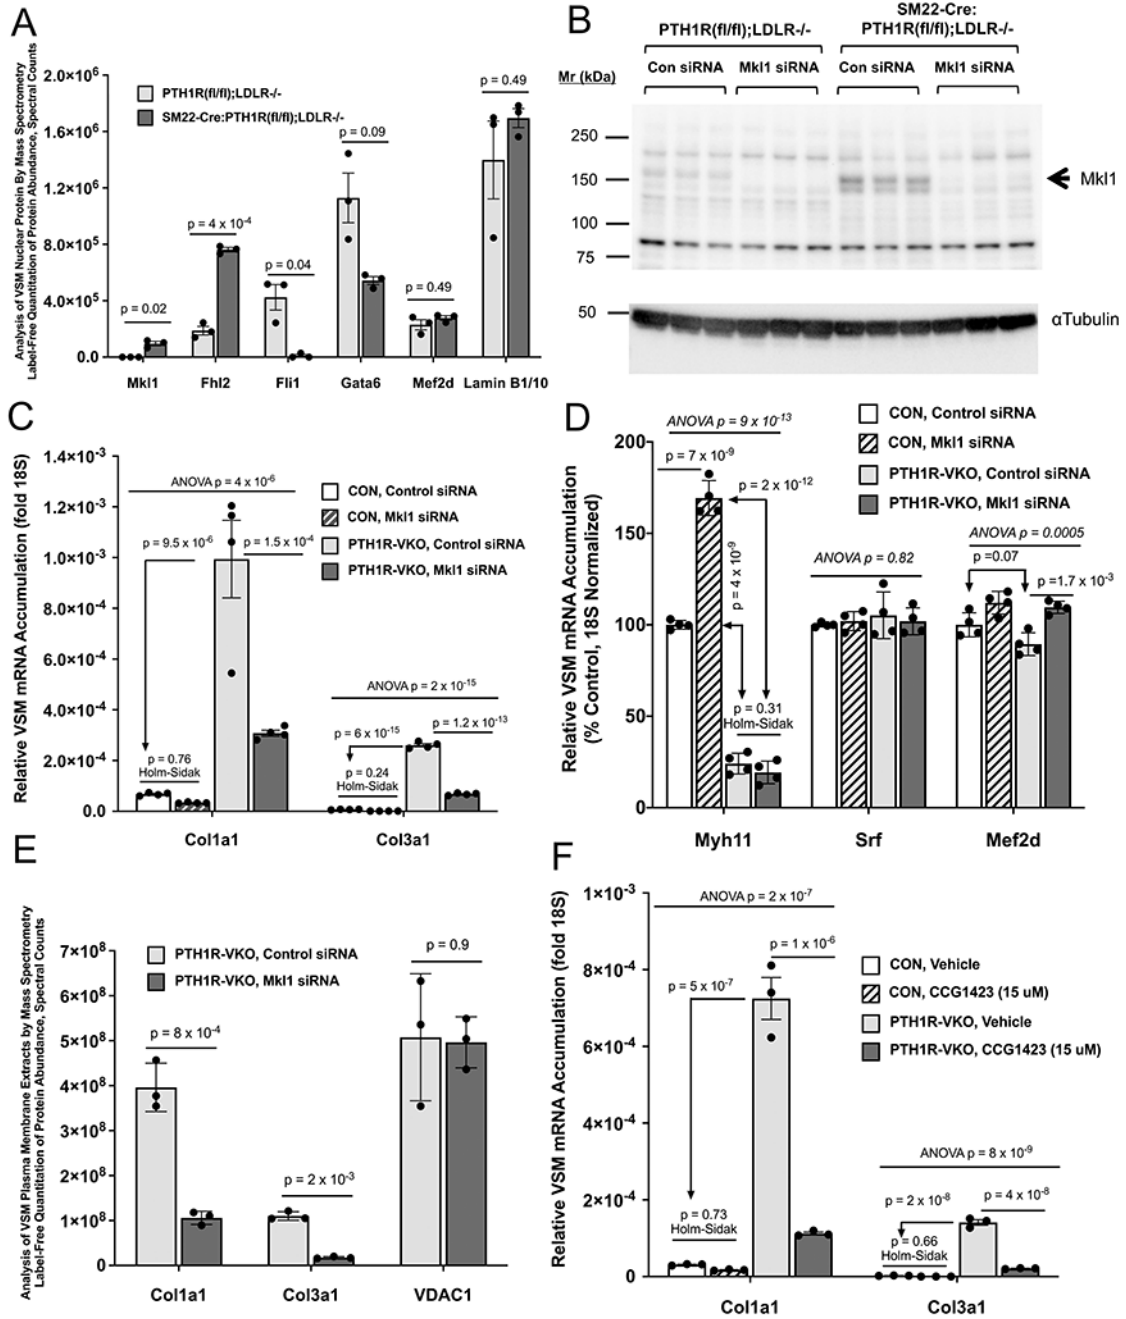 A
Analysis of VSM Nuclear Protein By Mass Spectrometry
Label-Free Quantitation of Protein Abundance, Spectral Counts
2.0×10⁶
1.6×10⁶
1.2×10⁶
8.0×10⁵
4.0×10⁵
0.0
PTH1R(fl/fl);LDLR-/-
SM22-Cre:PTH1R(fl/fl);LDLR-/-
p = 0.02
p = 4 x 10⁻⁴
p = 0.04
p = 0.09
p = 0.49
p = 0.49
Mkl1 Fhl2 Fli1 Gata6 Mef2d Lamin B1/10
B
PTH1R(fl/fl);LDLR-/-
SM22-Cre:
PTH1R(fl/fl);LDLR-/-
Mr (kDa)
Con siRNA Mkl1 siRNA Con siRNA Mkl1 siRNA
250
150
100
75
50
Mkl1
αTubulin
C
Relative VSM mRNA Accumulation (fold 18S)
1.4×10⁻³
1.2×10⁻³
1.0×10⁻³
8.0×10⁻⁴
6.0×10⁻⁴
4.0×10⁻⁴
2.0×10⁻⁴
0.0
ANOVA p = 4 x 10⁻⁶
p = 9.5 x 10⁻⁶
p = 1.5 x 10⁻⁴
p = 0.76
Holm-Sidak
CON, Control siRNA
CON, Mkl1 siRNA
PTH1R-VKO, Control siRNA
PTH1R-VKO, Mkl1 siRNA
ANOVA p = 2 x 10⁻¹⁵
p = 6 x 10⁻¹⁵
p = 1.2 x 10⁻¹³
p = 0.24
Holm-Sidak
Col1a1 Col3a1
D
Relative VSM mRNA Accumulation
(% Control, 18S Normalized)
200
150
100
50
0
CON, Control siRNA
CON, Mkl1 siRNA
PTH1R-VKO, Control siRNA
PTH1R-VKO, Mkl1 siRNA
ANOVA p = 9 x 10⁻¹³
p = 7 x 10⁻⁹
p = 2 x 10⁻¹²
p = 4 x 10⁻⁹
p = 0.31
Holm-Sidak
ANOVA p = 0.82
ANOVA p = 0.0005
p =0.07
p =1.7 x 10⁻³
Myh11 Srf Mef2d
E
Analysis of VSM Plasma Membrane Extracts by Mass Spectrometry
Label-Free Quantitation of Protein Abundance, Spectral Counts
7×10⁸
6×10⁸
5×10⁸
4×10⁸
3×10⁸
2×10⁸
1×10⁸
0
PTH1R-VKO, Control siRNA
PTH1R-VKO, Mkl1 siRNA
p = 8 x 10⁻⁴
p = 2 x 10⁻³
p = 0.9
Col1a1 Col3a1 VDAC1
F
Relative VSM mRNA Accumulation (fold 18S)
1×10⁻³
8×10⁻⁴
6×10⁻⁴
4×10⁻⁴
2×10⁻⁴
0
ANOVA p = 2 x 10⁻⁷
p = 1 x 10⁻⁶
p = 5 x 10⁻⁷
p = 0.73
Holm-Sidak
CON, Vehicle
CON, CCG1423 (15 uM)
PTH1R-VKO, Vehicle
PTH1R-VKO, CCG1423 (15 uM)
ANOVA p = 8 x 10⁻⁹
p = 2 x 10⁻⁸
p = 4 x 10⁻⁸
p = 0.66
Holm-Sidak
Col1a1 Col3a1